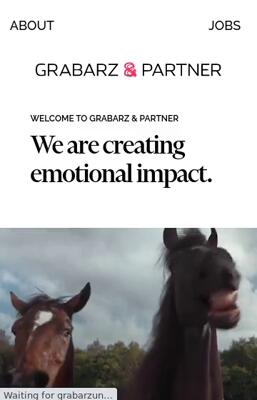 ABOUT JOBS
GRABARZ & PARTNER
WELCOME TO GRABARZ & PARTNER
We are creating
emotional impact.
Waiting for grabarzun...